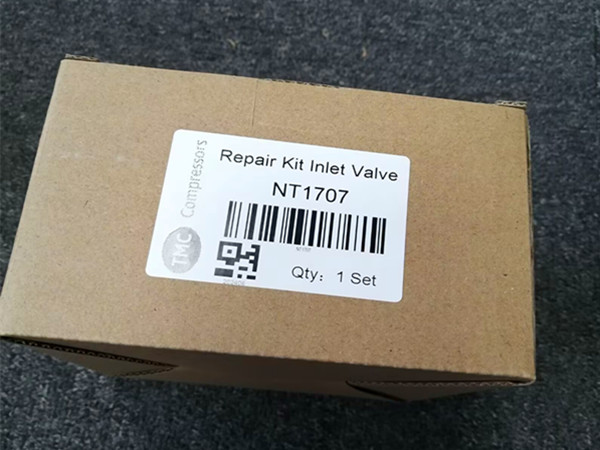 Repair Kit Inlet Valve
NT1707
Qty: 1 Set
TMC Compressors